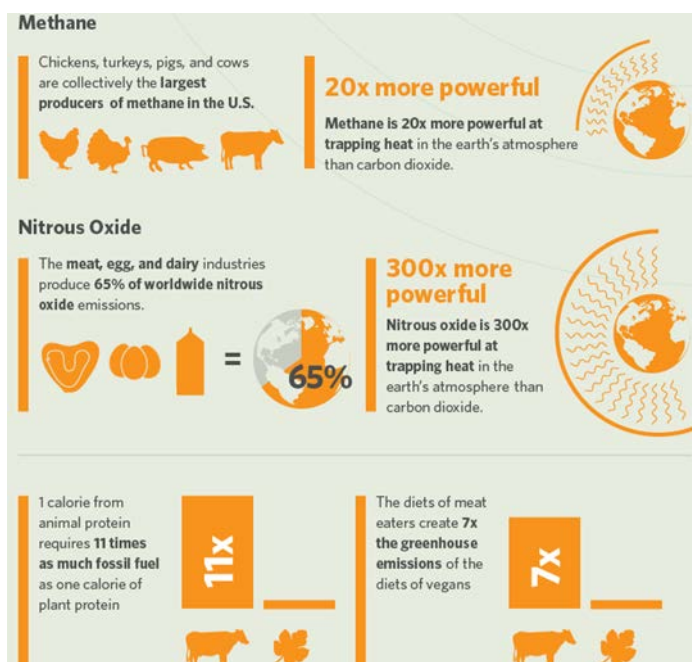 Methane
Chickens, turkeys, pigs, and cows
are collectively the largest
producers of methane in the U.S.
20x more powerful
Methane is 20x more powerful at
trapping heat in the earth's atmosphere
than carbon dioxide.
Nitrous Oxide
The meat, egg, and dairy industries
produce 65% of worldwide nitrous
oxide emissions.
=
65%
300x more
powerful
Nitrous oxide is 300x
more powerful at
trapping heat in the
earth's atmosphere than
carbon dioxide.
1 calorie from
animal protein
requires 11 times
as much fossil fuel
as one calorie of
plant protein
11x
The diets of meat
eaters create 7x
the greenhouse
emissions of the
diets of vegans
7x